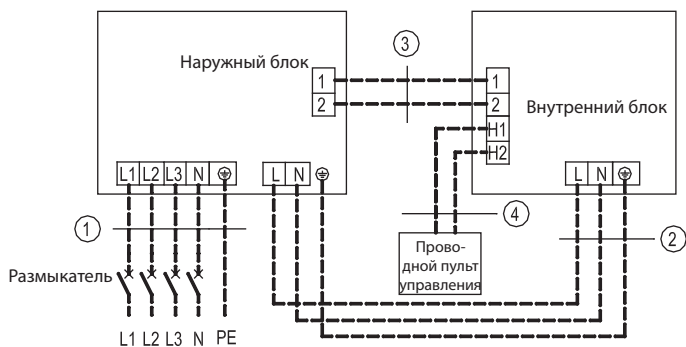 3
Наружный блок
1
2
1
2
H1
H2
Внутренний блок
L1 L2 L3 N
L N
L N
1
4
2
Прово-
дной пульт
управления
Размыкатель
L1 L2 L3 N PE